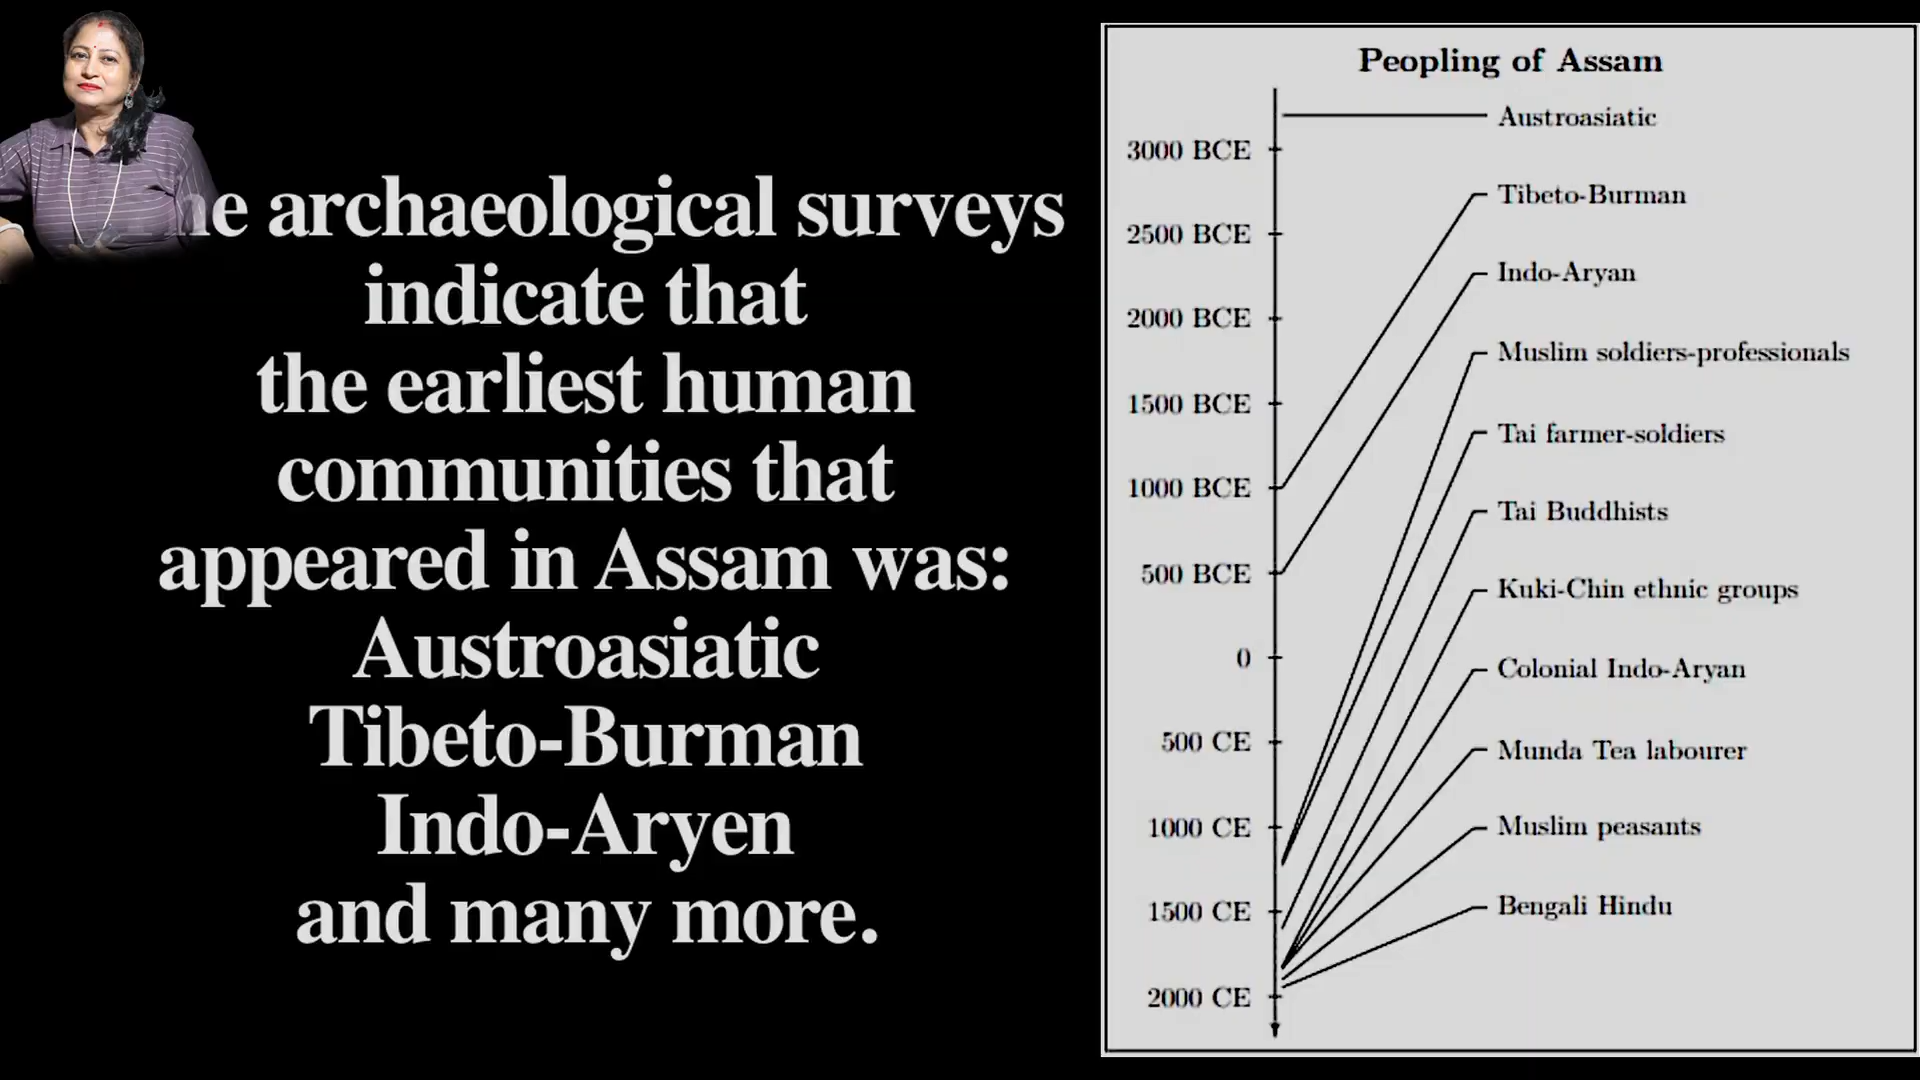 archaeological surveys
indicate that
the earliest human
communities that
appeared in Assam was:
Austroasiatic
Tibeto-Burman
Indo-Aryen
and many more.
Peopling of Assam
Austroasiatic
3000 BCE
Tibeto-Burman
2500 BCE
Indo-Aryan
2000 BCE
Muslim soldiers-professionals
1500 BCE
Tai farmer-soldiers
1000 BCE
Tai Buddhists
500 BCE
Kuki-Chin ethnic groups
0
Colonial Indo-Aryan
500 CE
Munda Tea labourer
1000 CE
Muslim peasants
1500 CE
Bengali Hindu
2000 CE